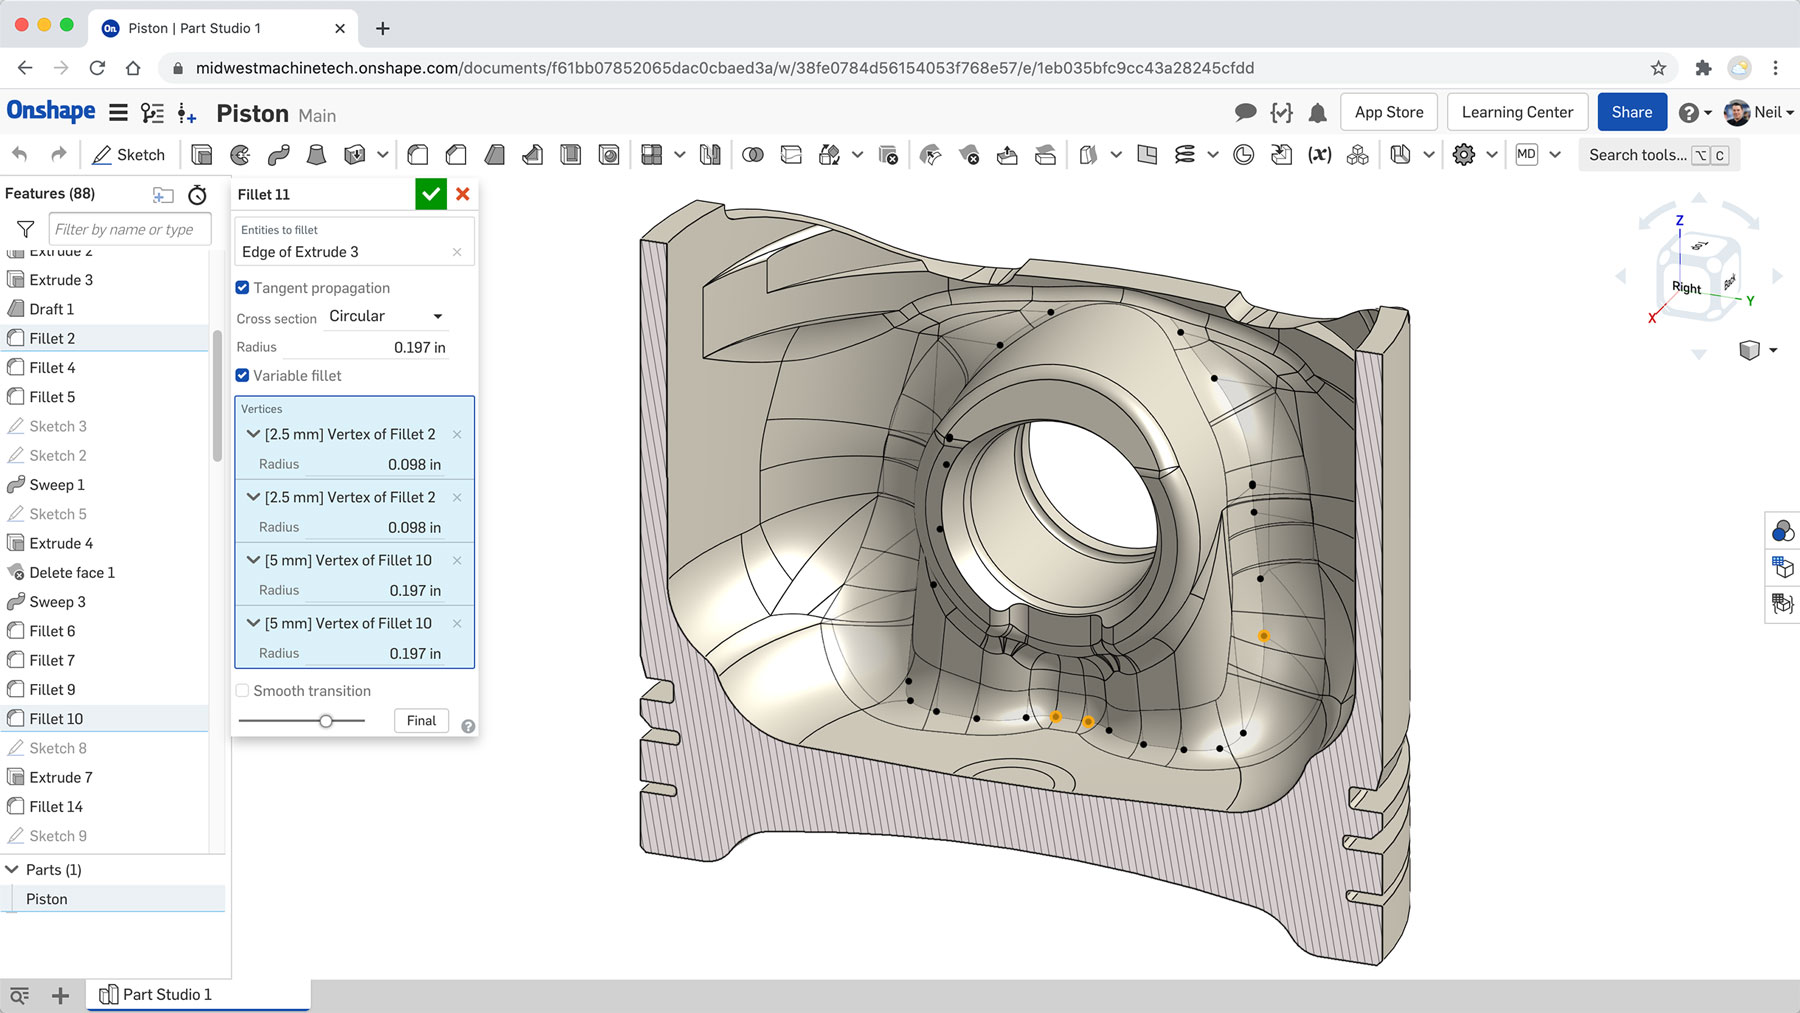 On Piston | Part Studio 1
midwestmachinetech.onshape.com/documents/f61bb07852065dac0cbaed3a/w/38fe0784d56154053f768e57/e/1eb035bfc9cc43a28245cfdd
Onshape Piston Main App Store Learning Center Share Neil
Sketch (x) MD Search tools... ⌥ C
Features (88)
Filter by name or type
Extrude 2
Extrude 3
Draft 1
Fillet 2
Fillet 4
Fillet 5
Sketch 3
Sketch 2
Sweep 1
Sketch 5
Extrude 4
Delete face 1
Sweep 3
Fillet 6
Fillet 7
Fillet 9
Fillet 10
Sketch 8
Extrude 7
Fillet 14
Sketch 9
Parts (1)
Piston
Fillet 11
Entities to fillet
Edge of Extrude 3
Tangent propagation
Cross section Circular
Radius 0.197 in
Variable fillet
Vertices
[2.5 mm] Vertex of Fillet 2
Radius 0.098 in
[2.5 mm] Vertex of Fillet 2
Radius 0.098 in
[5 mm] Vertex of Fillet 10
Radius 0.197 in
[5 mm] Vertex of Fillet 10
Radius 0.197 in
Smooth transition
Final
Z
Top
Right
Back
Y
X
Part Studio 1